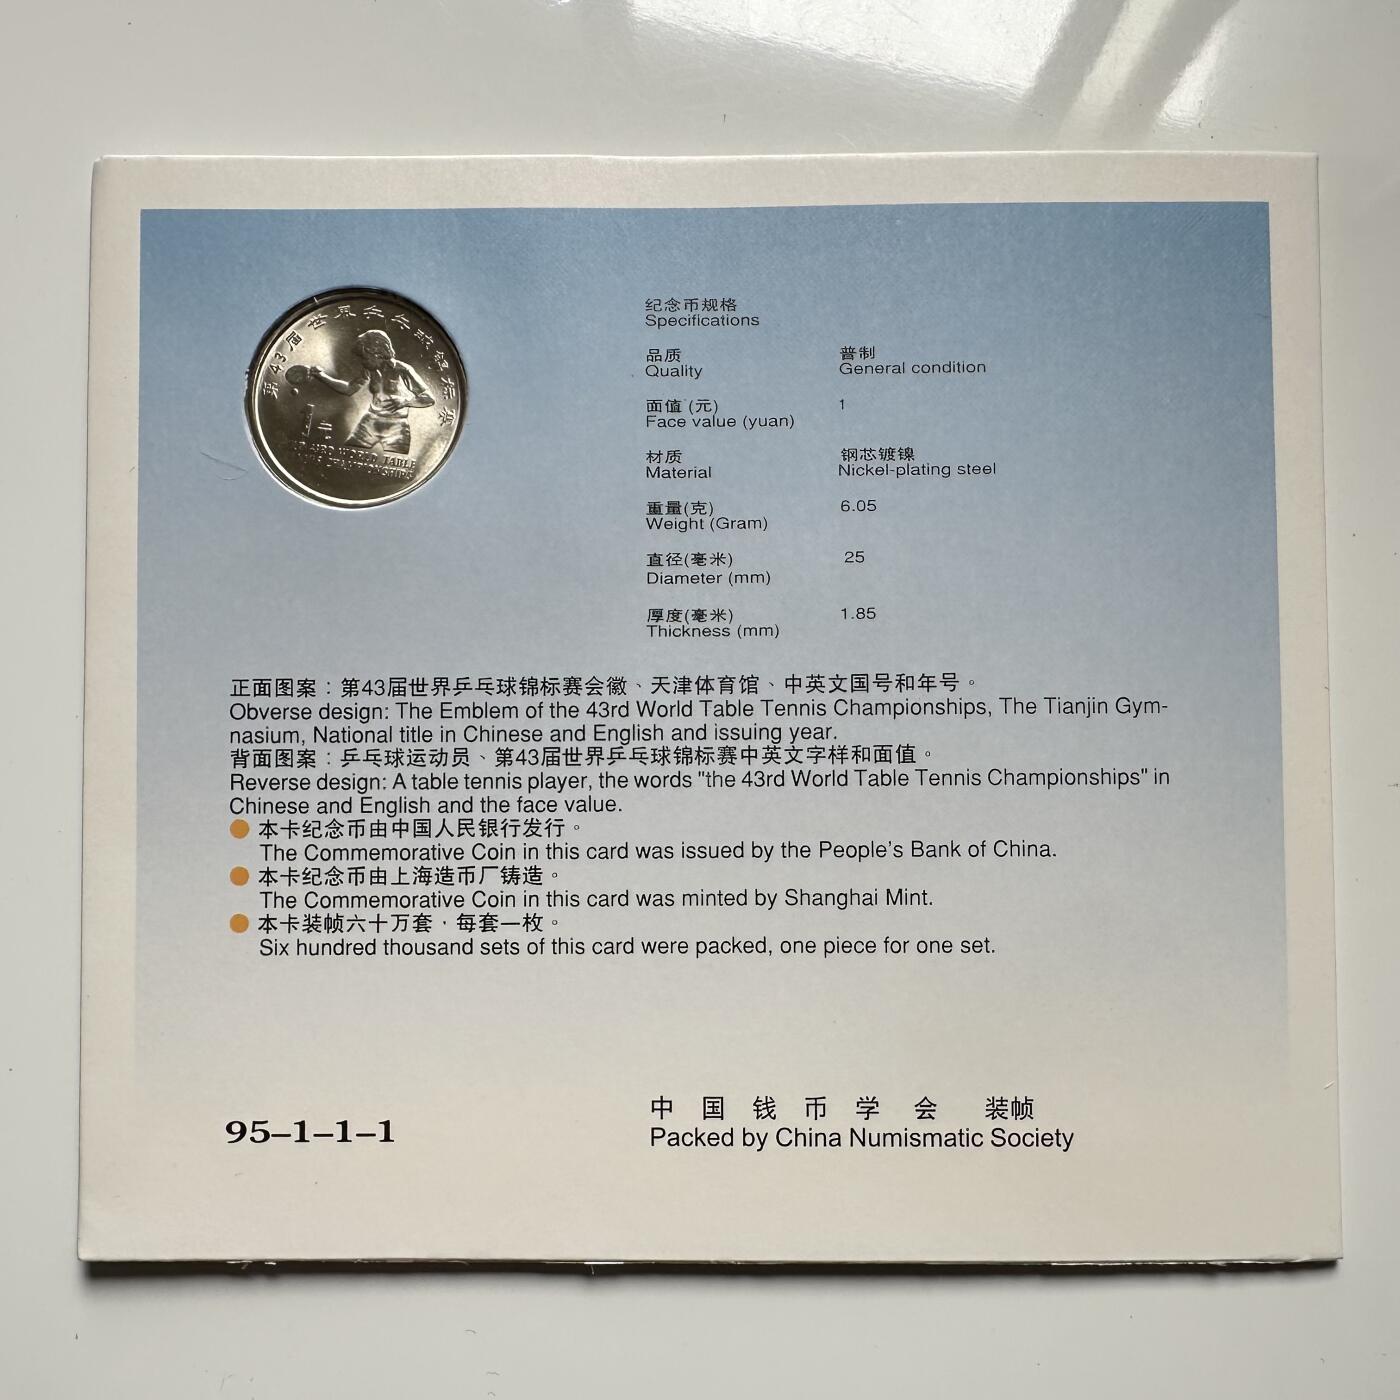 第43届世界乒乓球锦标赛
1元
WORLD TABLE
CHAMPIONSHIPS
纪念币规格
Specifications
品质 普制
Quality General condition
面值(元) 1
Face value (yuan)
材质 钢芯镀镍
Material Nickel-plating steel
重量(克) 6.05
Weight (Gram)
直径(毫米) 25
Diameter (mm)
厚度(毫米) 1.85
Thickness (mm)
正面图案：第43届世界乒乓球锦标赛会徽、天津体育馆、中英文国号和年号。
Obverse design: The Emblem of the 43rd World Table Tennis Championships, The Tianjin Gym-
nasium, National title in Chinese and English and issuing year.
背面图案：乒乓球运动员、第43届世界乒乓球锦标赛中英文字样和面值。
Reverse design: A table tennis player, the words "the 43rd World Table Tennis Championships" in
Chinese and English and the face value.
本卡纪念币由中国人民银行发行。
The Commemorative Coin in this card was issued by the People's Bank of China.
本卡纪念币由上海造币厂铸造。
The Commemorative Coin in this card was minted by Shanghai Mint.
本卡装帧六十万套，每套一枚。
Six hundred thousand sets of this card were packed, one piece for one set.
95–1–1–1
中国钱币学会 装帧
Packed by China Numismatic Society